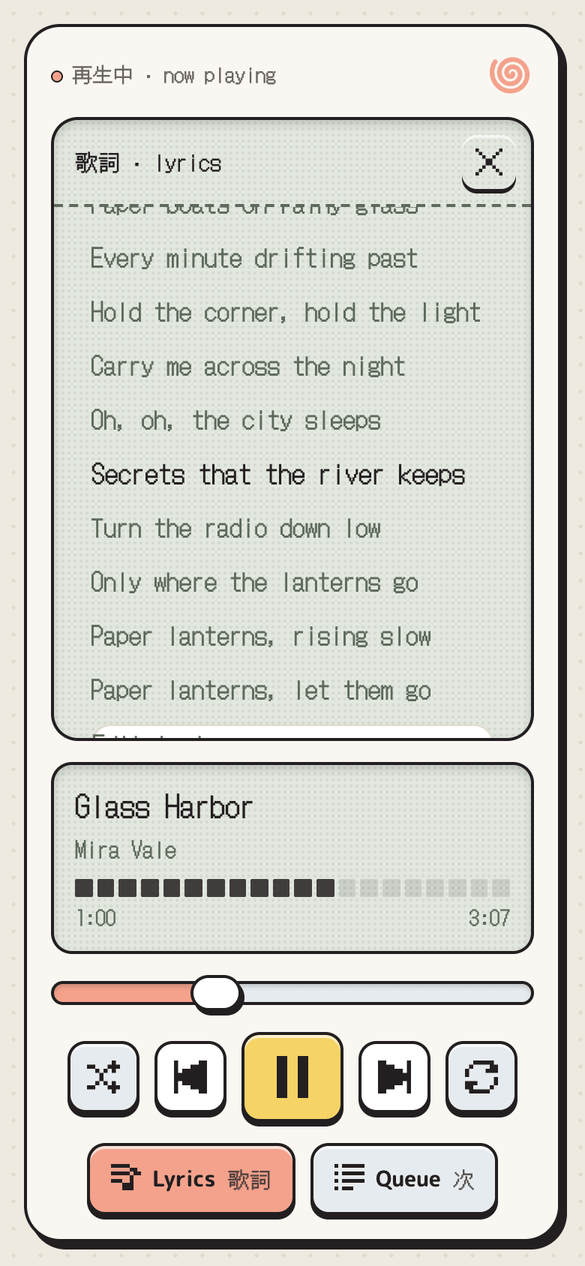 再生中 · now playing
歌詞 · lyrics
Every minute drifting past
Hold the corner, hold the light
Carry me across the night
Oh, oh, the city sleeps
Secrets that the river keeps
Turn the radio down low
Only where the lanterns go
Paper lanterns, rising slow
Paper lanterns, let them go
Glass Harbor
Mira Vale
1:00 3:07
Lyrics 歌詞 Queue 次